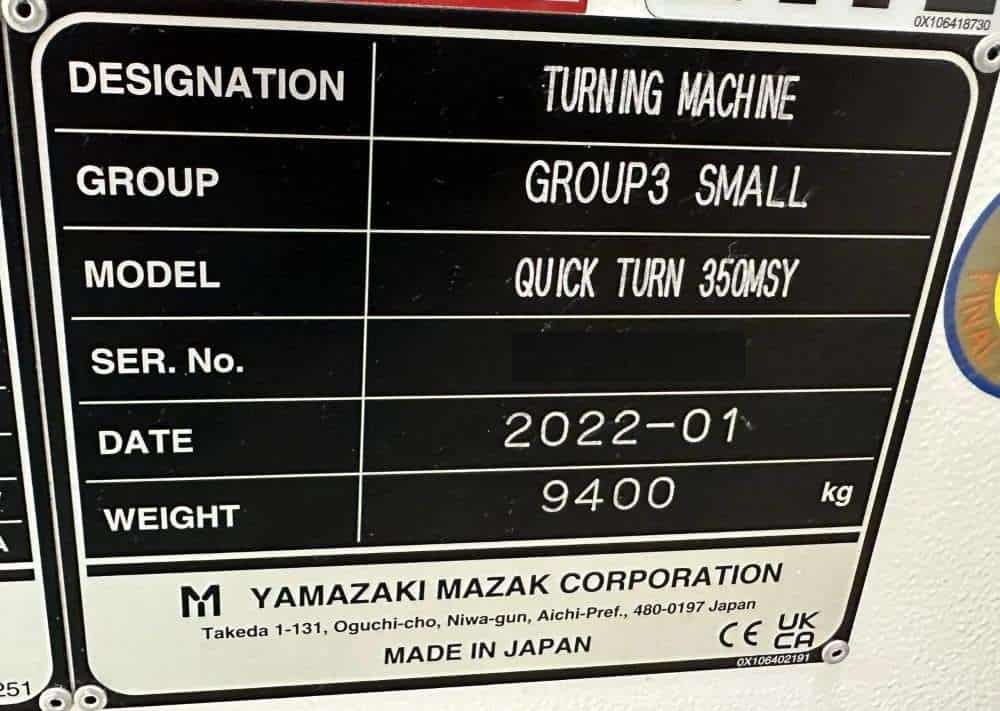 0X106418730
DESIGNATION TURNING MACHINE
GROUP GROUP3 SMALL
MODEL QUICK TURN 350MSY
SER. No.
DATE 2022-01
WEIGHT 9400 kg
YAMAZAKI MAZAK CORPORATION
Takeda 1-131, Oguchi-cho, Niwa-gun, Aichi-Pref., 480-0197 Japan
MADE IN JAPAN
CE UK CA
0X106402191
251
FINAL